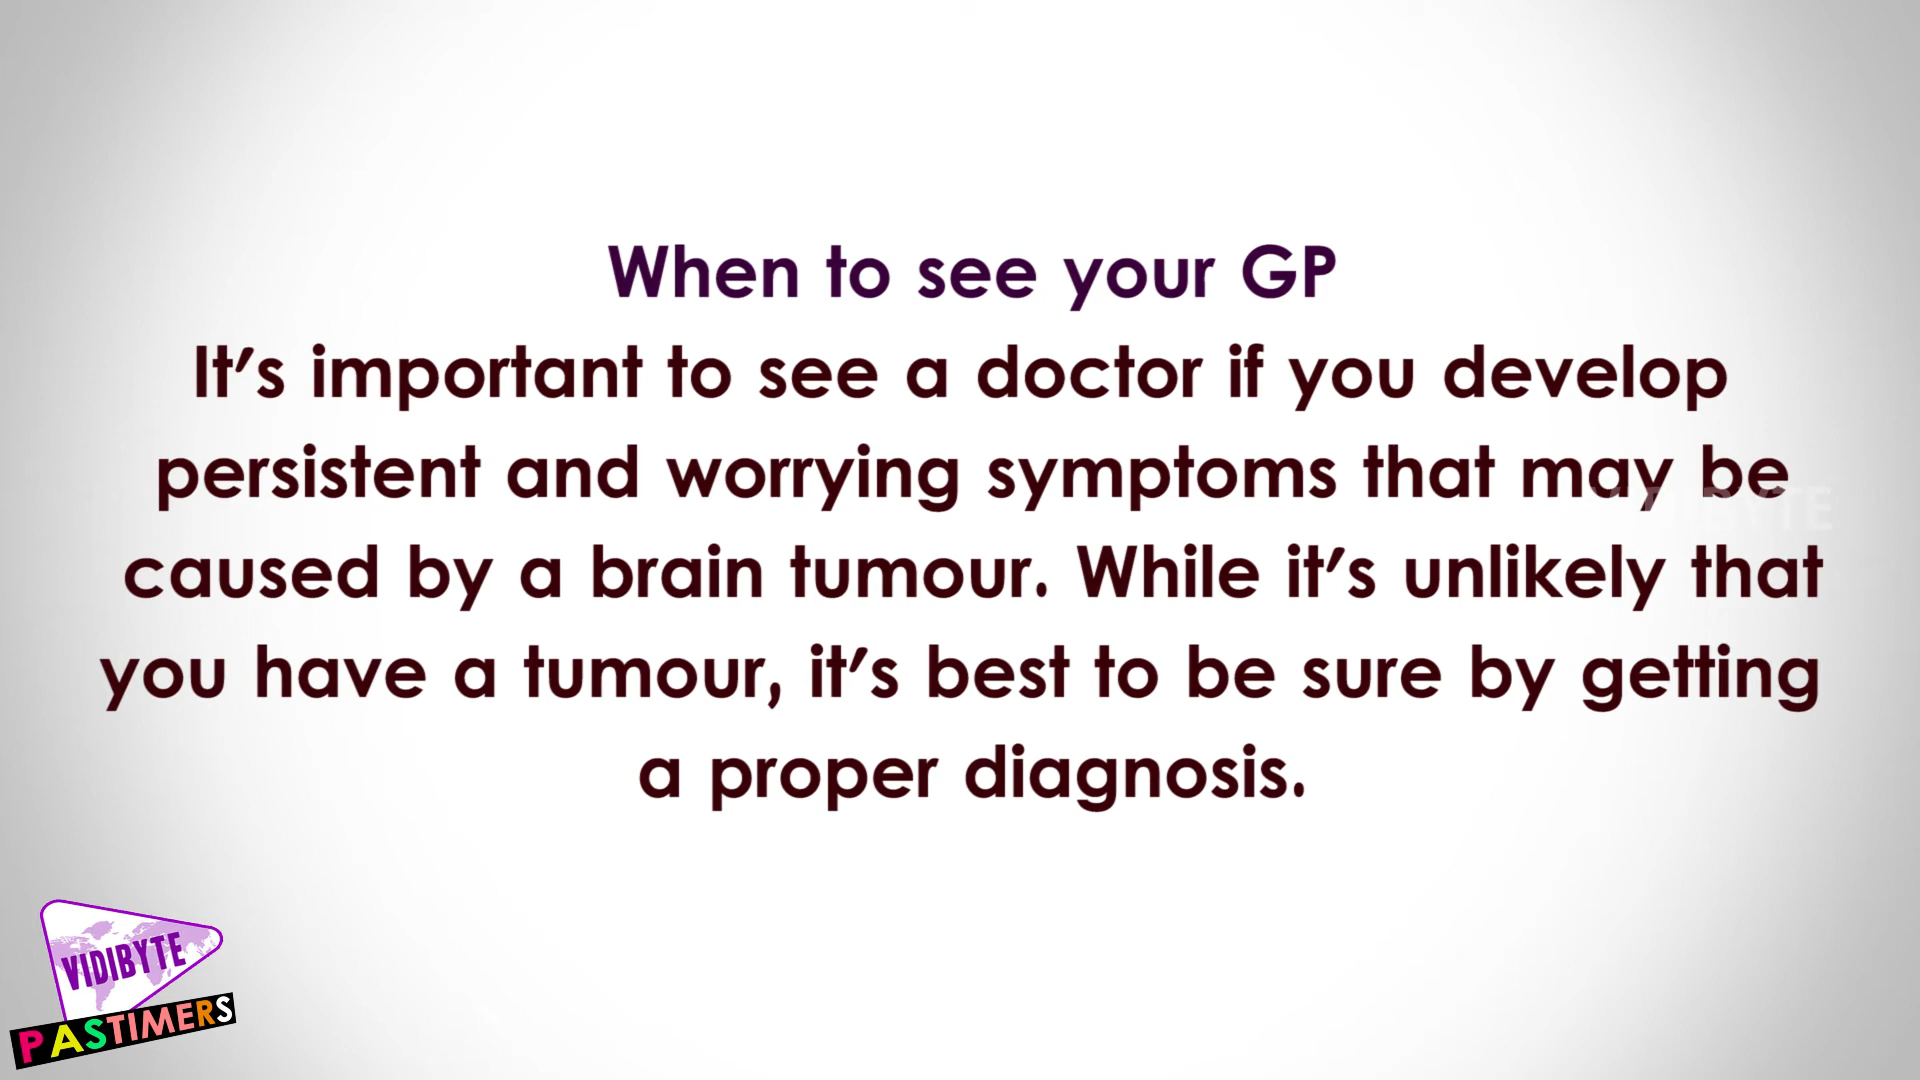 When to see your GP
It's important to see a doctor if you develop
persistent and worrying symptoms that may be
caused by a brain tumour. While it's unlikely that
you have a tumour, it's best to be sure by getting
a proper diagnosis.
VIDIBYTE
VIDIBYTE
PASTIMERS